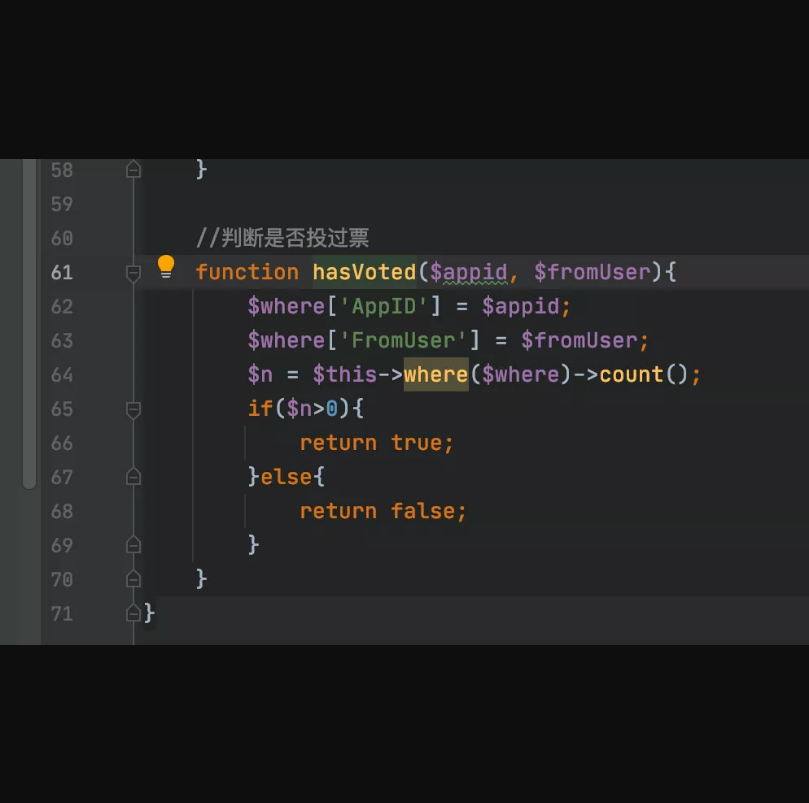 58 }
59
60 //判断是否投过票
61 function hasVoted($appid, $fromUser){
62 $where['AppID'] = $appid;
63 $where['FromUser'] = $fromUser;
64 $n = $this->where($where)->count();
65 if($n>0){
66 return true;
67 }else{
68 return false;
69 }
70 }
71 }